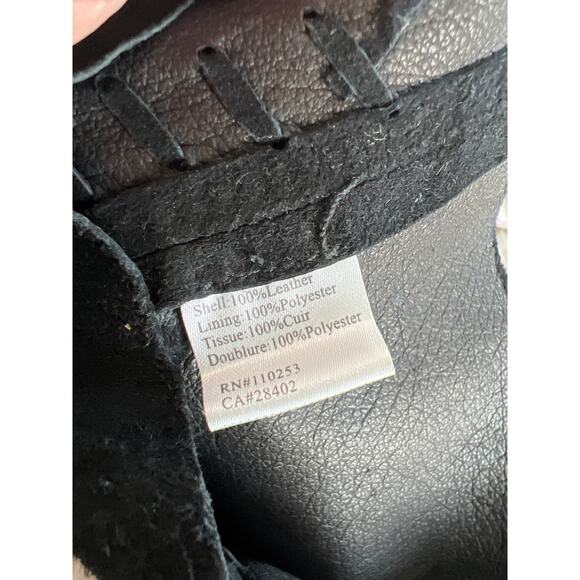 Shell:100%Leather
Lining:100%Polyester
Tissue:100%Cuir
Doublure:100%Polyester
RN#110253
CA#28402